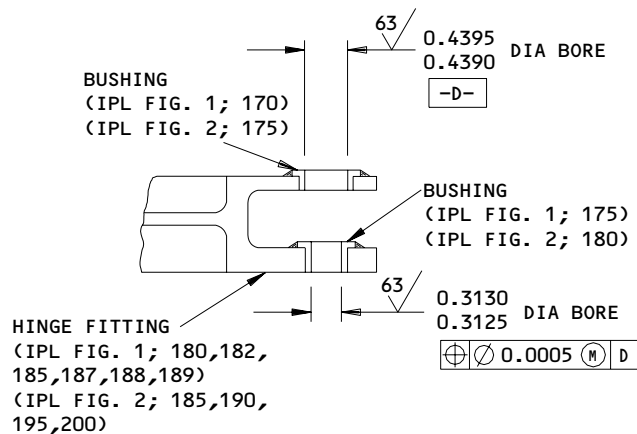 63
0.4395
0.4390
DIA BORE
-D-
BUSHING
(IPL FIG. 1; 170)
(IPL FIG. 2; 175)
BUSHING
(IPL FIG. 1; 175)
(IPL FIG. 2; 180)
63
0.3130
0.3125
DIA BORE
⌖ ∅ 0.0005 Ⓜ D
HINGE FITTING
(IPL FIG. 1; 180,182,
185,187,188,189)
(IPL FIG. 2; 185,190,
195,200)